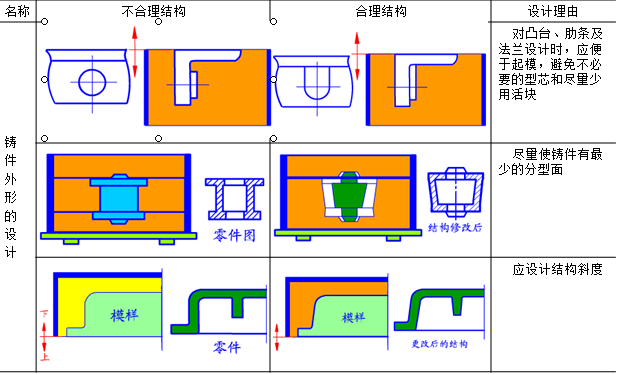 名称
不合理结构
合理结构
设计理由
铸件外形的设计
对凸台、肋条及
法兰设计时，应便
于起模，避免不必
要的型芯和尽量少
用活块
零件图
结构修改后
尽量使铸件有最
少的分型面
下
上
模样
零件
模样
更改后的结构
应设计结构斜度